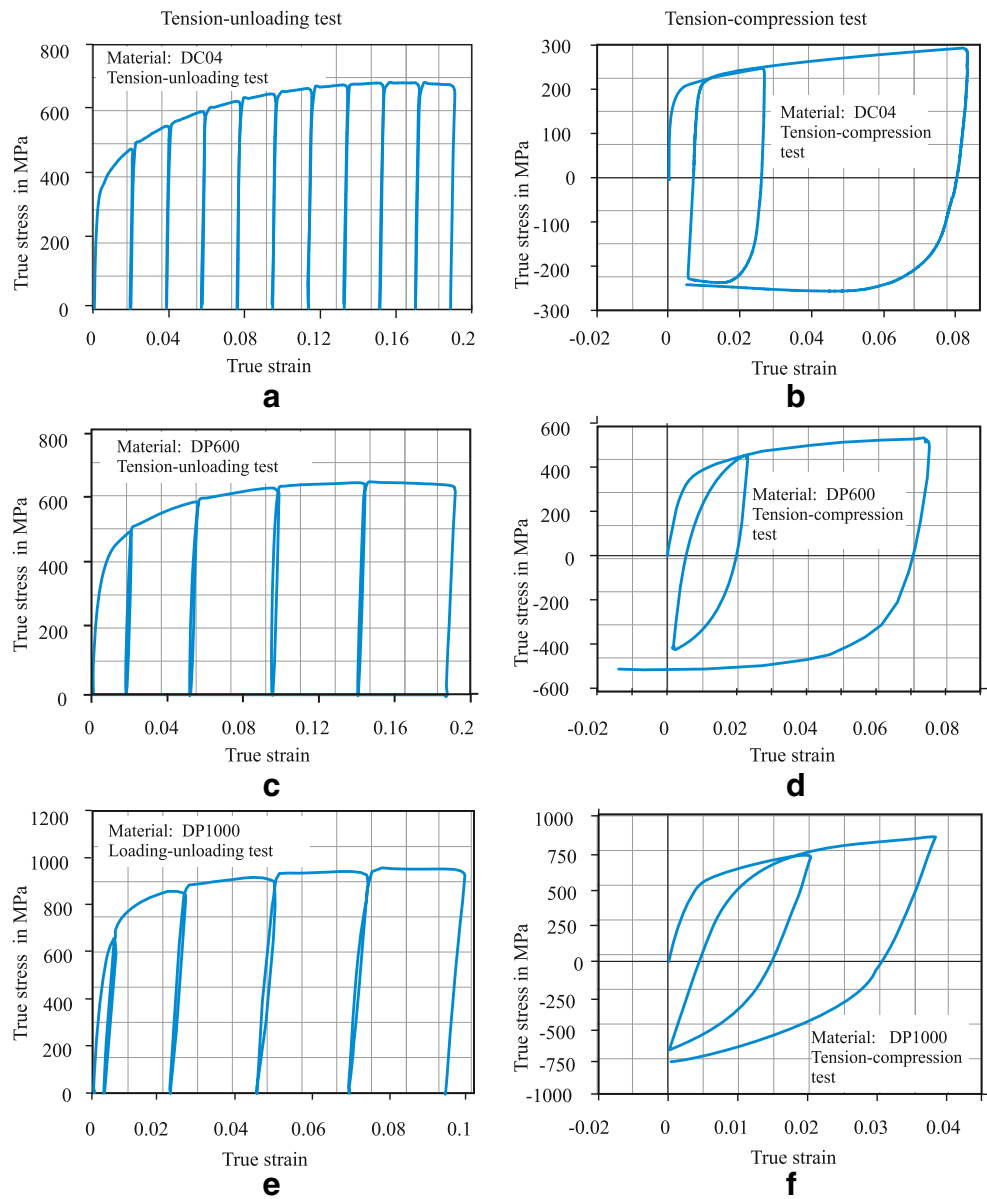 Tension-unloading test
Tension-compression test
800
600
400
200
0
True stress in MPa
Material: DC04
Tension-unloading test
0
0.04
0.08
0.12
0.16
0.2
True strain
a
300
200
100
0
-100
-200
-300
True stress in MPa
Material: DC04
Tension-compression
test
-0.02
0
0.02
0.04
0.06
0.08
True strain
b
800
600
400
200
0
True stress in MPa
Material: DP600
Tension-unloading test
0
0.04
0.08
0.12
0.16
0.2
True strain
c
600
400
200
0
-200
-400
-600
True stress in MPa
Material: DP600
Tension-compression
test
-0.02
0
0.02
0.04
0.06
0.08
True strain
d
1200
1000
800
600
400
200
0
True stress in MPa
Material: DP1000
Loading-unloading test
0
0.02
0.04
0.06
0.08
0.1
True strain
e
1000
750
500
250
0
-250
-500
-750
-1000
True stress in MPa
Material: DP1000
Tension-compression
test
-0.02
0
0.01
0.02
0.03
0.04
True strain
f